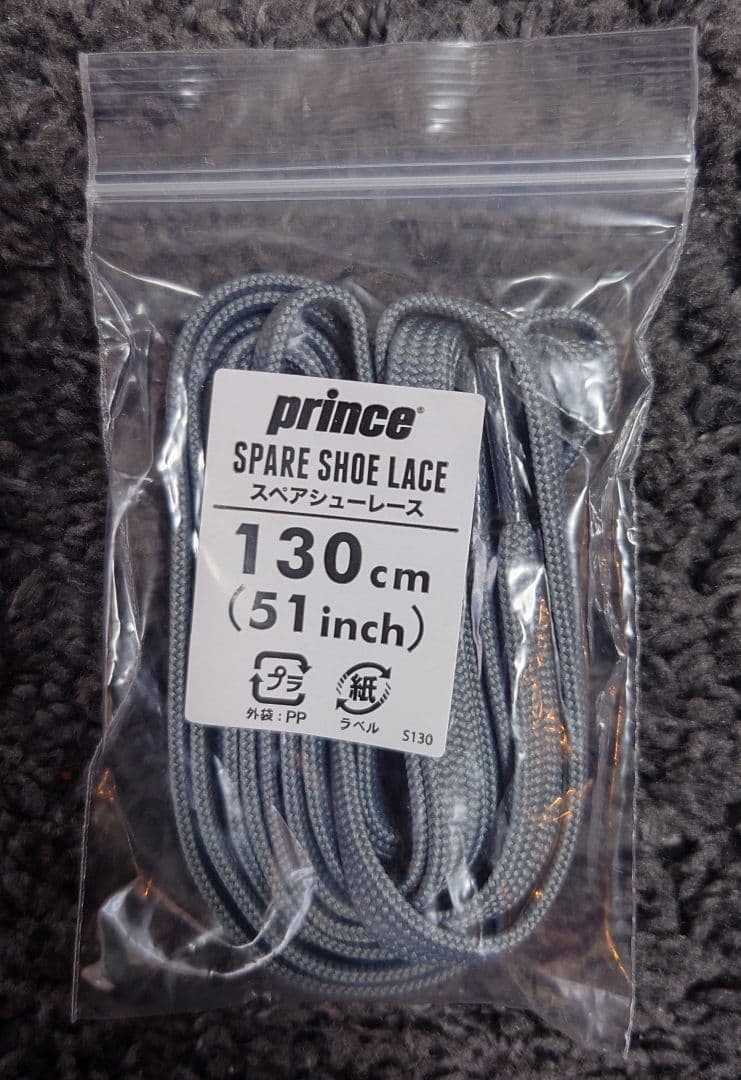 prince®
SPARE SHOE LACE
スペアシューレース
130cm
(51inch)
プラ 紙
外袋：PP ラベル S130